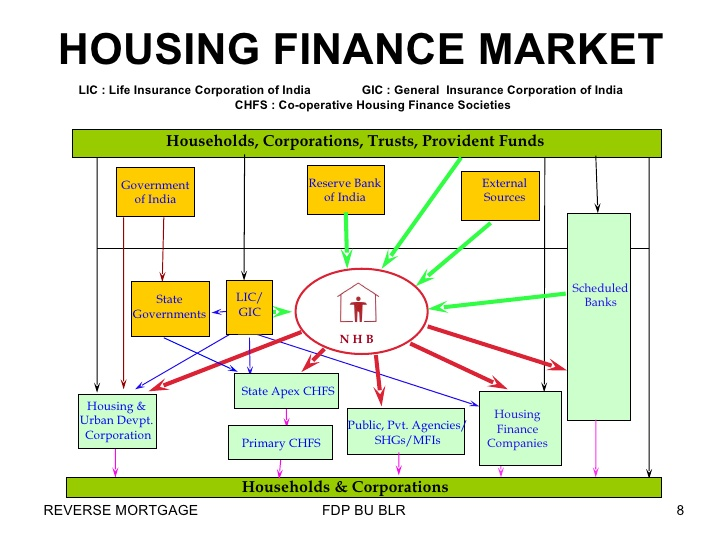 HOUSING FINANCE MARKET
LIC : Life Insurance Corporation of India GIC : General Insurance Corporation of India
CHFS : Co-operative Housing Finance Societies
Households, Corporations, Trusts, Provident Funds
Government
of India
Reserve Bank
of India
External
Sources
State
Governments
LIC/
GIC
Scheduled
Banks
N H B
Housing &
Urban Devpt.
Corporation
State Apex CHFS
Primary CHFS
Public, Pvt. Agencies/
SHGs/MFIs
Housing
Finance
Companies
Households & Corporations
REVERSE MORTGAGE
FDP BU BLR
8